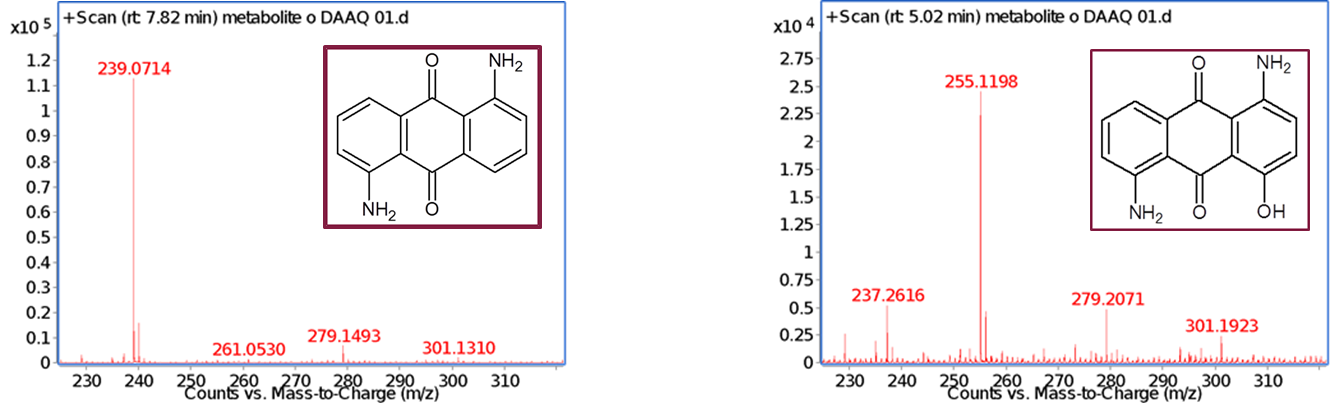 +Scan (rt: 7.82 min) metabolite o DAAQ 01.d
x10 5
1.2
1.1
1
0.9
0.8
0.7
0.6
0.5
0.4
0.3
0.2
0.1
0
239.0714
261.0530
279.1493
301.1310
O
NH2
NH2
O
230 240 250 260 270 280 290 300 310
Counts vs. Mass-to-Charge (m/z)
+Scan (rt: 5.02 min) metabolite o DAAQ 01.d
x10 4
2.75
2.5
2.25
2
1.75
1.5
1.25
1
0.75
0.5
0.25
0
255.1198
237.2616
279.2071
301.1923
O
NH2
NH2
O
OH
230 240 250 260 270 280 290 300 310
Counts vs. Mass-to-Charge (m/z)